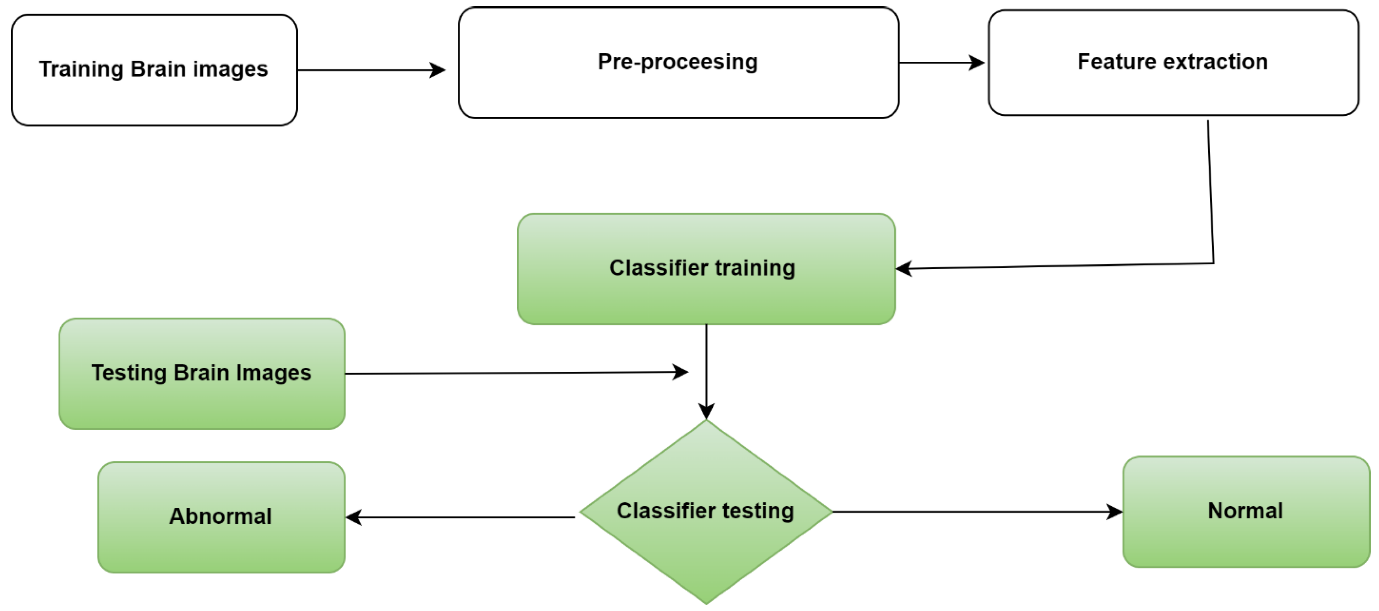 Training Brain images
Pre-proceesing
Feature extraction
Classifier training
Testing Brain Images
Abnormal
Classifier testing
Normal